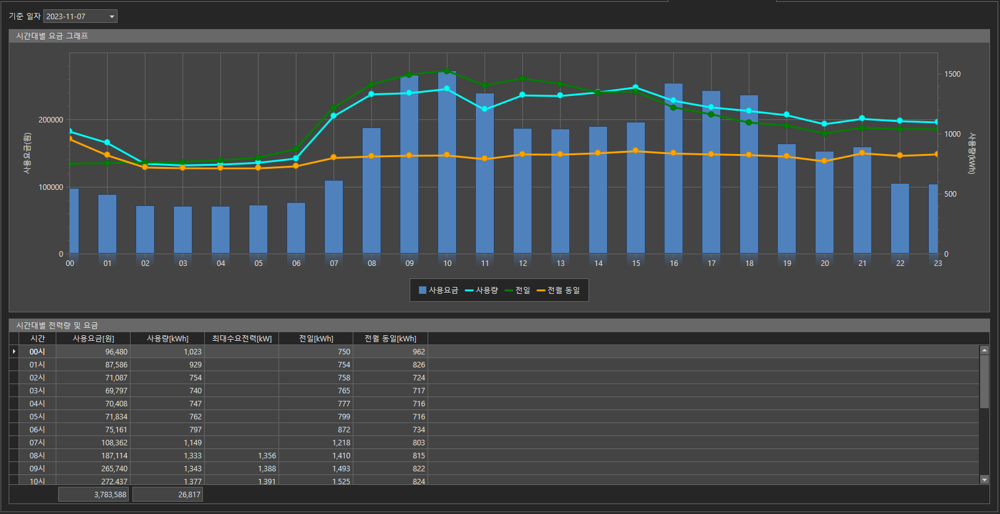 기준 일자 2023-11-07
시간대별 요금 그래프
사용요금(원)
200000
100000
0
1500
1000
500
0
사용량(kWh)
00 01 02 03 04 05 06 07 08 09 10 11 12 13 14 15 16 17 18 19 20 21 22 23
사용요금 사용량 전일 전월 동일
시간대별 전력량 및 요금
시간 사용요금[원] 사용량[kWh] 최대수요전력[kW] 전일[kWh] 전월 동일[kWh]
00시 96,480 1,023 750 962
01시 87,586 929 754 826
02시 71,087 754 758 724
03시 69,797 740 765 717
04시 70,408 747 777 716
05시 71,834 762 799 716
06시 75,161 797 872 734
07시 108,362 1,149 1,218 803
08시 187,114 1,333 1,356 1,410 815
09시 265,740 1,343 1,388 1,493 822
10시 272,437 1,377 1,391 1,525 824
3,783,588 26,817